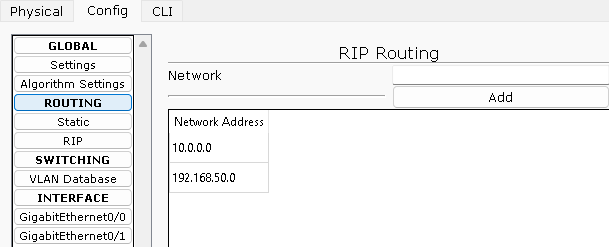 Physical Config CLI
GLOBAL
Settings
Algorithm Settings
ROUTING
Static
RIP
SWITCHING
VLAN Database
INTERFACE
GigabitEthernet0/0
GigabitEthernet0/1
RIP Routing
Network
Add
Network Address
10.0.0.0
192.168.50.0